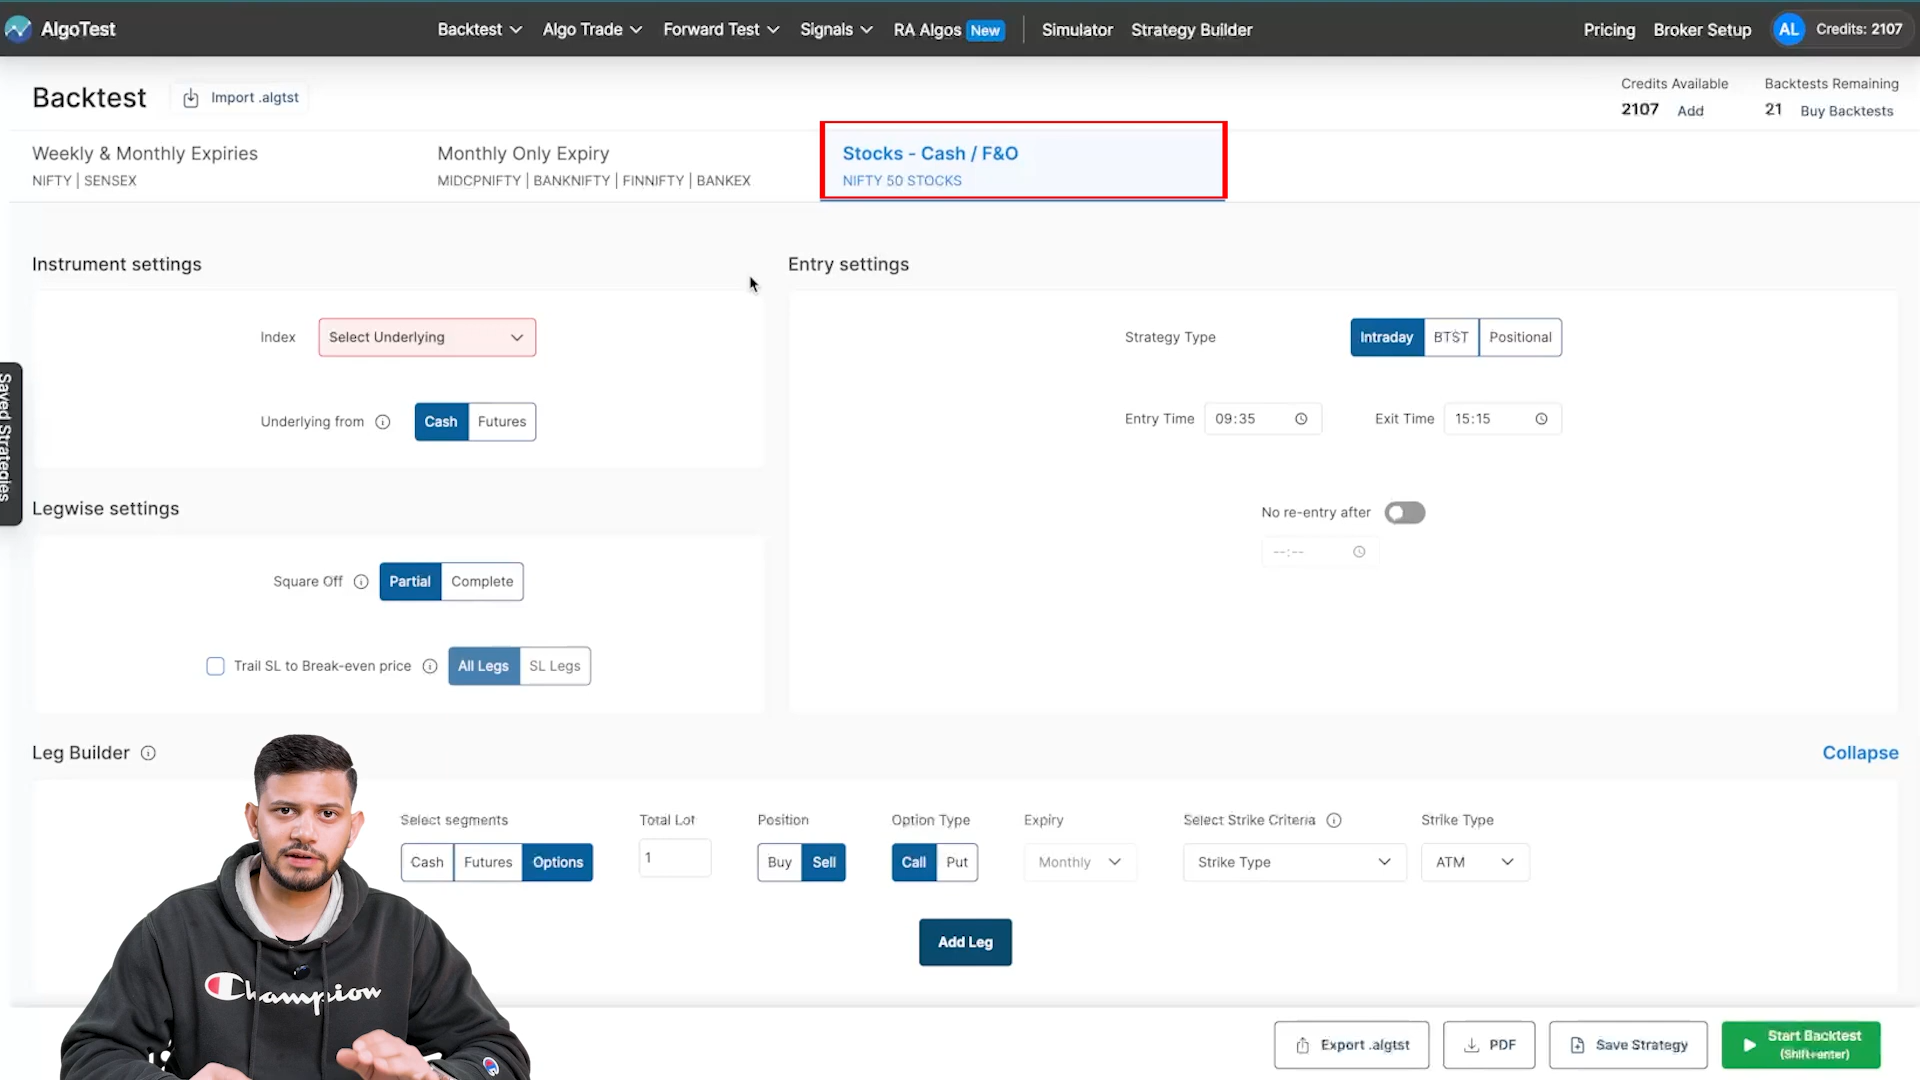 AlgoTest
Backtest
Algo Trade
Forward Test
Signals
RA Algos New
Simulator
Strategy Builder
Pricing
Broker Setup
AL
Credits: 2107
Backtest
Import .algtst
Credits Available
2107 Add
Backtests Remaining
21 Buy Backtests
Weekly & Monthly Expiries
NIFTY | SENSEX
Monthly Only Expiry
MIDCPNIFTY | BANKNIFTY | FINNIFTY | BANKEX
Stocks - Cash / F&O
NIFTY 50 STOCKS
Saved Strategies
Instrument settings
Index Select Underlying
Underlying from Cash Futures
Entry settings
Strategy Type Intraday BTST Positional
Entry Time 09:35 Exit Time 15:15
No re-entry after
--:--
Legwise settings
Square Off Partial Complete
Trail SL to Break-even price All Legs SL Legs
Leg Builder
Collapse
Select segments
Cash Futures Options
Total Lot
1
Position
Buy Sell
Option Type
Call Put
Expiry
Monthly
Select Strike Criteria
Strike Type
Strike Type
ATM
Add Leg
Champion
Export .algtst
PDF
Save Strategy
Start Backtest
(Shift+enter)